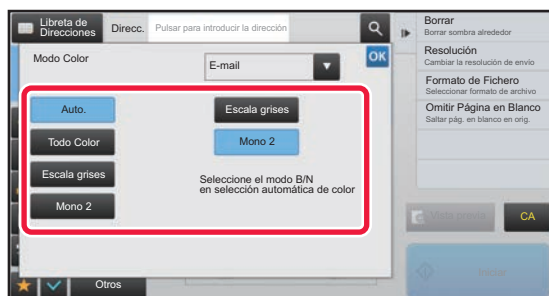 Libreta de
Direcciones
Direcc.
Pulsar para introducir la dirección
Modo Color
E-mail
OK
Auto.
Todo Color
Escala grises
Mono 2
Escala grises
Mono 2
Seleccione el modo B/N
en selección automática de color
Otros
Borrar
Borrar sombra alrededor
Resolución
Cambiar la resolución de envío
Formato de Fichero
Seleccionar formato de archivo
Omitir Página en Blanco
Saltar pág. en blanco en orig.
Vista previa
CA
Iniciar